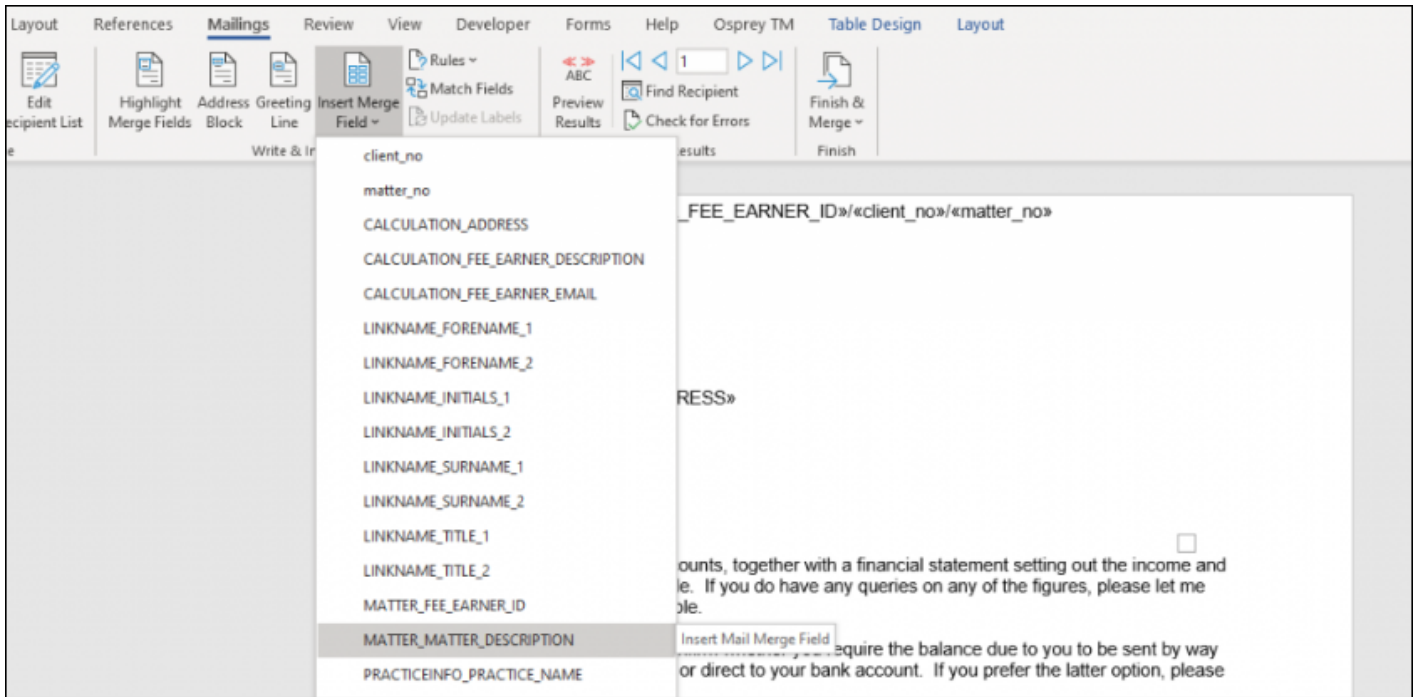 Layout References Mailings Review View Developer Forms Help Osprey TM Table Design Layout
Edit
ecipient List
Highlight
Merge Fields
Address
Block
Greeting
Line
Insert Merge
Field
Rules
Match Fields
Update Labels
ABC
Preview
Results
1
Find Recipient
Check for Errors
Finish &
Merge
e
Write & In
esults
Finish
client_no
matter_no
CALCULATION_ADDRESS
CALCULATION_FEE_EARNER_DESCRIPTION
CALCULATION_FEE_EARNER_EMAIL
LINKNAME_FORENAME_1
LINKNAME_FORENAME_2
LINKNAME_INITIALS_1
LINKNAME_INITIALS_2
LINKNAME_SURNAME_1
LINKNAME_SURNAME_2
LINKNAME_TITLE_1
LINKNAME_TITLE_2
MATTER_FEE_EARNER_ID
MATTER_MATTER_DESCRIPTION
PRACTICEINFO_PRACTICE_NAME
Insert Mail Merge Field
_FEE_EARNER_ID»/«client_no»/«matter_no»
RESS»
ounts, together with a financial statement setting out the income and
le. If you do have any queries on any of the figures, please let me
ble.
equire the balance due to you to be sent by way
or direct to your bank account. If you prefer the latter option, please